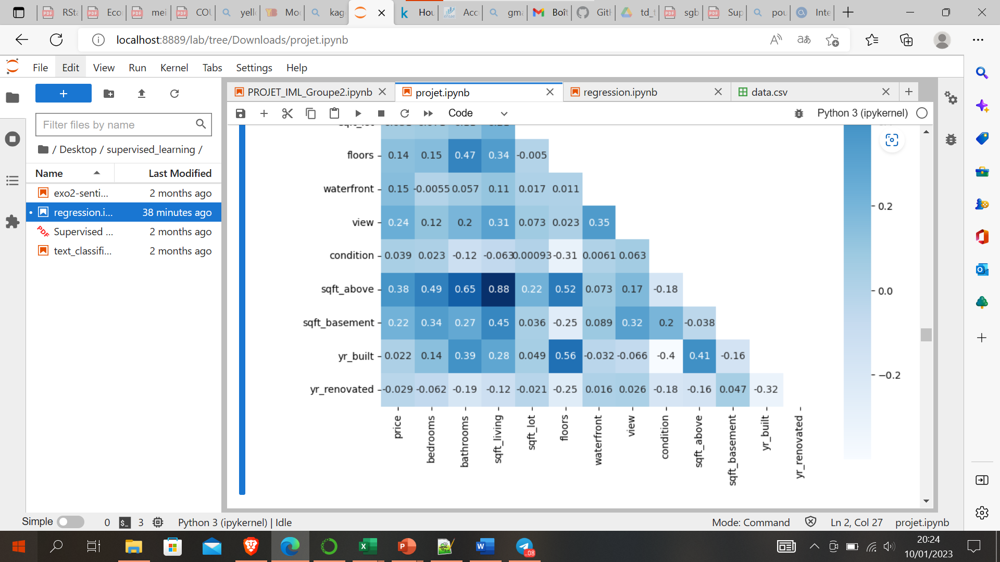 RSta
Eco
mei
COU
yello
Moc
kag
Hou
Accu
gma
Boît
GitH
td_t
sgb
Sup
pou
Inte
localhost:8889/lab/tree/Downloads/projet.ipynb
File Edit View Run Kernel Tabs Settings Help
PROJET_IML_Groupe2.ipynb
projet.ipynb
regression.ipynb
data.csv
Code
Python 3 (ipykernel)
Filter files by name
/ Desktop / supervised_learning /
Name Last Modified
exo2-senti... 2 months ago
regression.i... 38 minutes ago
PDF Supervised ... 2 months ago
text_classifi... 2 months ago
floors 0.14 0.15 0.47 0.34 -0.005
waterfront 0.15 -0.0055 0.057 0.11 0.017 0.011
view 0.24 0.12 0.2 0.31 0.073 0.023 0.35
condition 0.039 0.023 -0.12 -0.063 0.00093 -0.31 0.0061 0.063
sqft_above 0.38 0.49 0.65 0.88 0.22 0.52 0.073 0.17 -0.18
sqft_basement 0.22 0.34 0.27 0.45 0.036 -0.25 0.089 0.32 0.2 -0.038
yr_built 0.022 0.14 0.39 0.28 0.049 0.56 -0.032 -0.066 -0.4 0.41 -0.16
yr_renovated -0.029 -0.062 -0.19 -0.12 -0.021 -0.25 0.016 0.026 -0.18 -0.16 0.047 -0.32
price
bedrooms
bathrooms
sqft_living
sqft_lot
floors
waterfront
view
condition
sqft_above
sqft_basement
yr_built
yr_renovated
0.2
0.0
−0.2
Simple 0 $_ 3 Python 3 (ipykernel) | Idle
Mode: Command Ln 2, Col 27 projet.ipynb
20:24
10/01/2023
..08